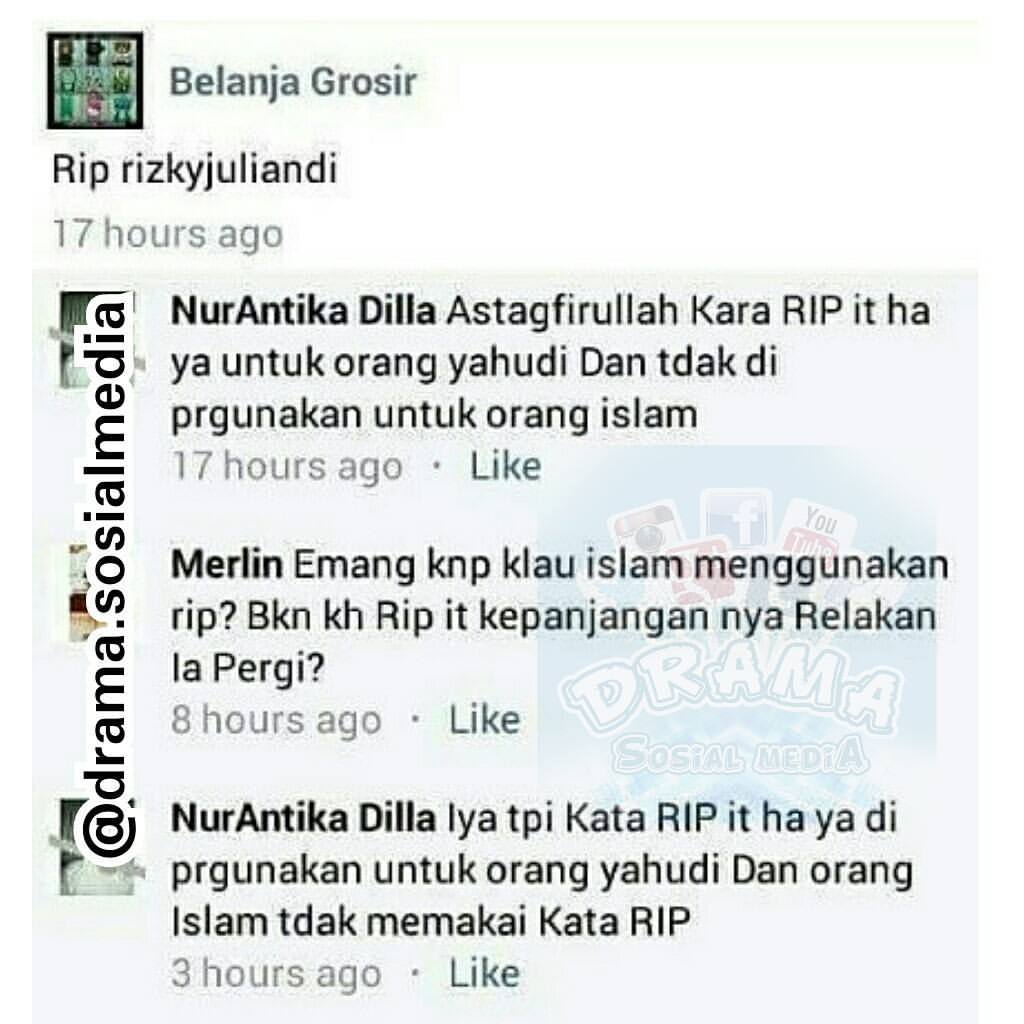 Belanja Grosir
Rip rizkyjuliandi
17 hours ago
NurAntika Dilla Astagfirullah Kara RIP it ha
ya untuk orang yahudi Dan tdak di
prgunakan untuk orang islam
17 hours ago · Like
Merlin Emang knp klau islam menggunakan
rip? Bkn kh Rip it kepanjangan nya Relakan
Ia Pergi?
8 hours ago · Like
NurAntika Dilla Iya tpi Kata RIP it ha ya di
prgunakan untuk orang yahudi Dan orang
Islam tdak memakai Kata RIP
3 hours ago · Like
@drama.sosialmedia
You
Tube
DRAMA
SOSiAL MEDiA